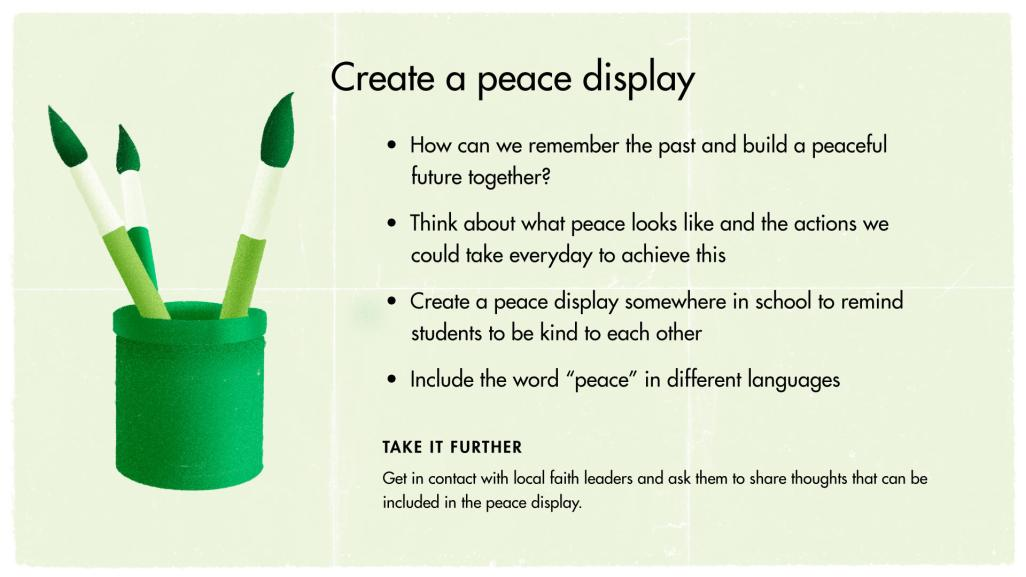 Create a peace display
• How can we remember the past and build a peaceful
future together?
• Think about what peace looks like and the actions we
could take everyday to achieve this
• Create a peace display somewhere in school to remind
students to be kind to each other
• Include the word “peace” in different languages
TAKE IT FURTHER
Get in contact with local faith leaders and ask them to share thoughts that can be
included in the peace display.